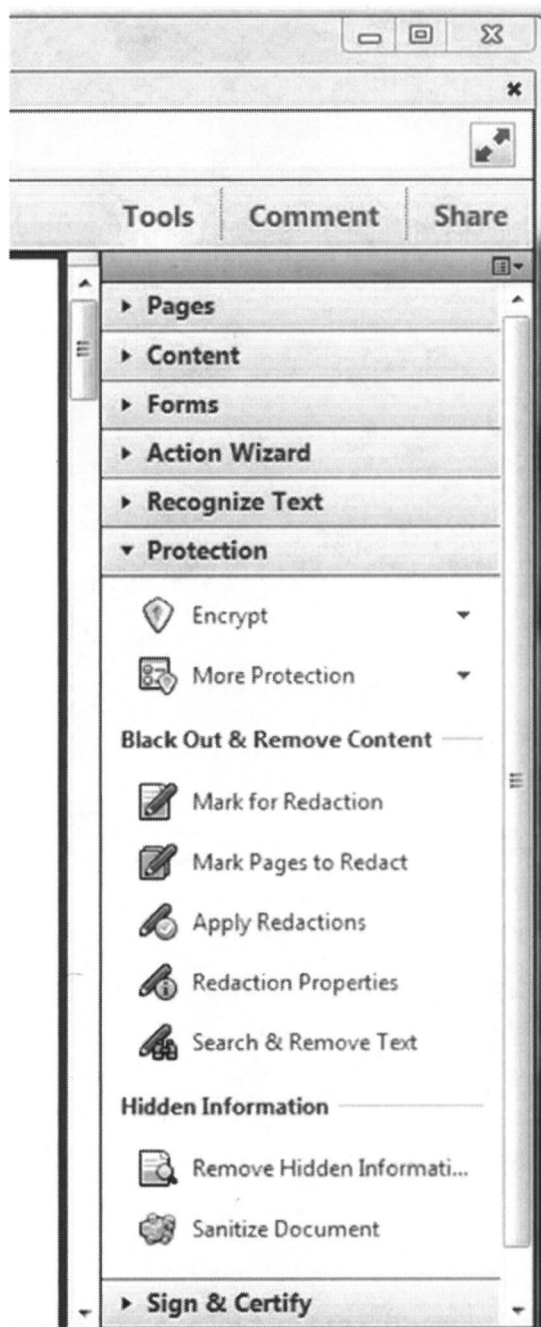 Tools Comment Share
Pages
Content
Forms
Action Wizard
Recognize Text
Protection
Encrypt
More Protection
Black Out & Remove Content
Mark for Redaction
Mark Pages to Redact
Apply Redactions
Redaction Properties
Search & Remove Text
Hidden Information
Remove Hidden Informati...
Sanitize Document
Sign & Certify